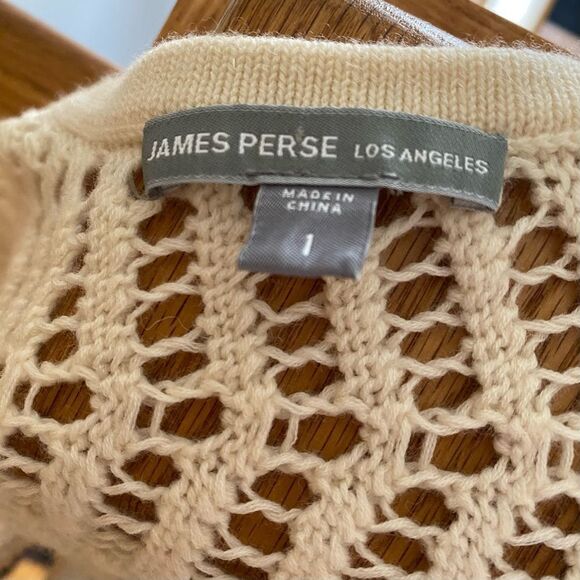 JAMES PERSE LOS ANGELES
MADE IN
CHINA
1